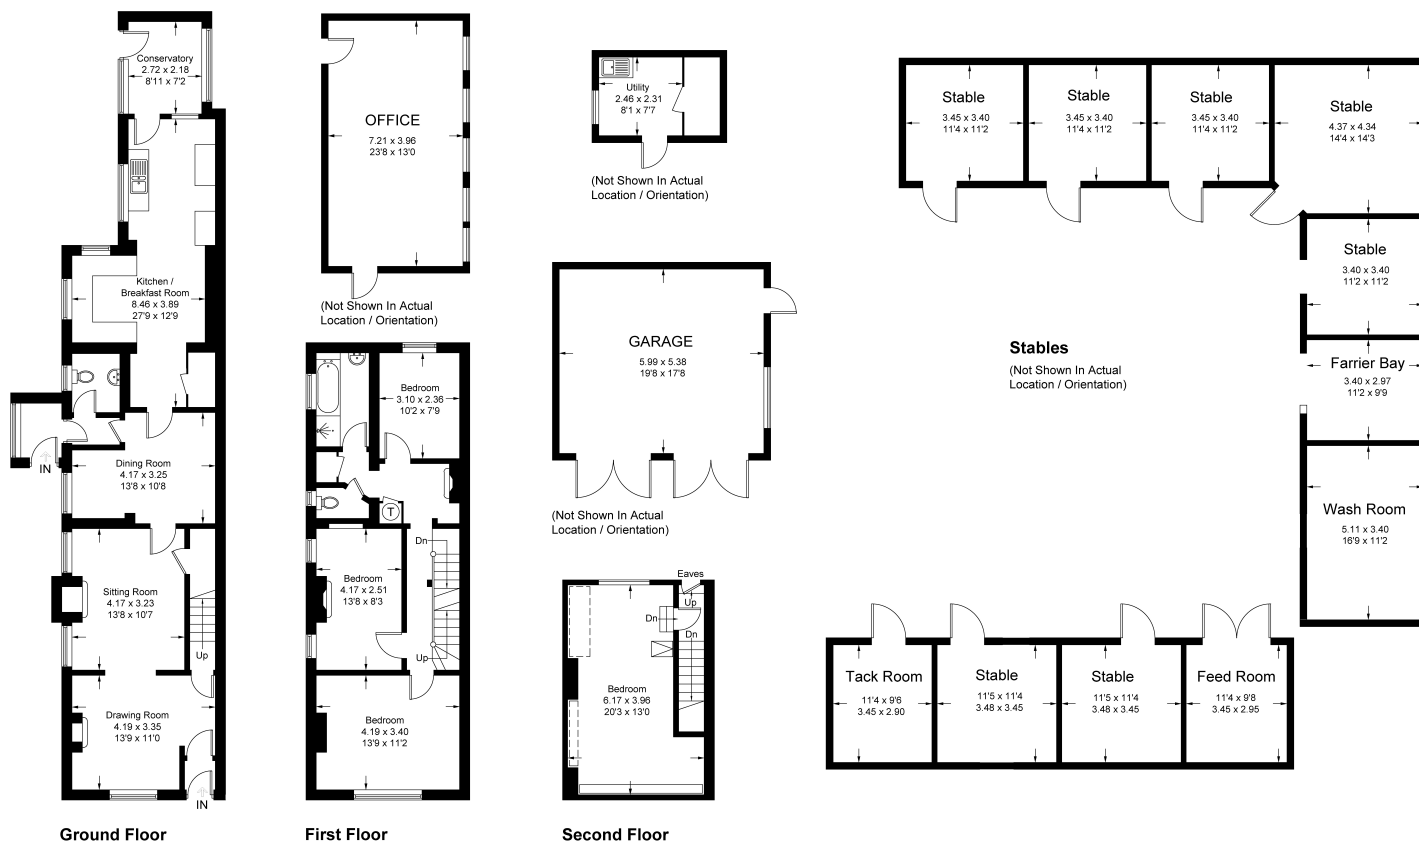 Conservatory
2.72 x 2.18
8'11 x 7'2
Kitchen /
Breakfast Room
8.46 x 3.89
27'9 x 12'9
IN
Dining Room
4.17 x 3.25
13'8 x 10'8
Sitting Room
4.17 x 3.23
13'8 x 10'7
Up
Drawing Room
4.19 x 3.35
13'9 x 11'0
IN
Ground Floor
OFFICE
7.21 x 3.96
23'8 x 13'0
(Not Shown In Actual
Location / Orientation)
Bedroom
3.10 x 2.36
10'2 x 7'9
T
Dn
Bedroom
4.17 x 2.51
13'8 x 8'3
Up
Bedroom
4.19 x 3.40
13'9 x 11'2
First Floor
Utility
2.46 x 2.31
8'1 x 7'7
(Not Shown In Actual
Location / Orientation)
GARAGE
5.99 x 5.38
19'8 x 17'8
(Not Shown In Actual
Location / Orientation)
Eaves
Up
Dn
Dn
Bedroom
6.17 x 3.96
20'3 x 13'0
Second Floor
Stable
3.45 x 3.40
11'4 x 11'2
Stable
3.45 x 3.40
11'4 x 11'2
Stable
3.45 x 3.40
11'4 x 11'2
Stable
4.37 x 4.34
14'4 x 14'3
Stable
3.40 x 3.40
11'2 x 11'2
Stables
(Not Shown In Actual
Location / Orientation)
Farrier Bay
3.40 x 2.97
11'2 x 9'9
Wash Room
5.11 x 3.40
16'9 x 11'2
Tack Room
11'4 x 9'6
3.45 x 2.90
Stable
11'5 x 11'4
3.48 x 3.45
Stable
11'5 x 11'4
3.48 x 3.45
Feed Room
11'4 x 9'8
3.45 x 2.95